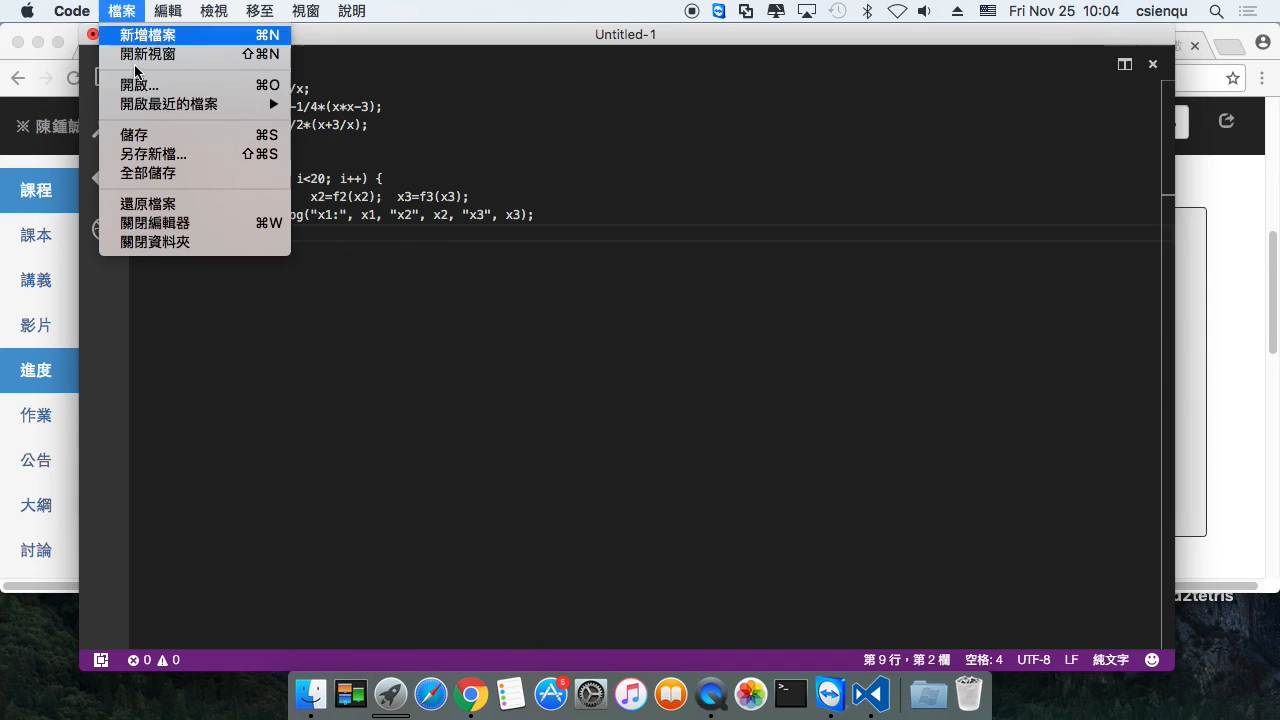 Code 檔案 編輯 檢視 移至 視窗 說明 Fri Nov 25 10:04 csienqu
Untitled-1
新增檔案 ⌘N
開新視窗 ⇧⌘N
開啟... ⌘O
開啟最近的檔案 ▶
儲存 ⌘S
另存新檔... ⇧⌘S
全部儲存
還原檔案
關閉編輯器 ⌘W
關閉資料夾
/x;
-1/4*(x*x-3);
/2*(x+3/x);
i<20; i++) {
x2=f2(x2); x3=f3(x3);
og("x1:", x1, "x2", x2, "x3", x3);
※ 陳鍾誠
課程
課本
講義
影片
進度
作業
公告
大綱
討論
0 0 第 9 行，第 2 欄 空格: 4 UTF-8 LF 純文字
6